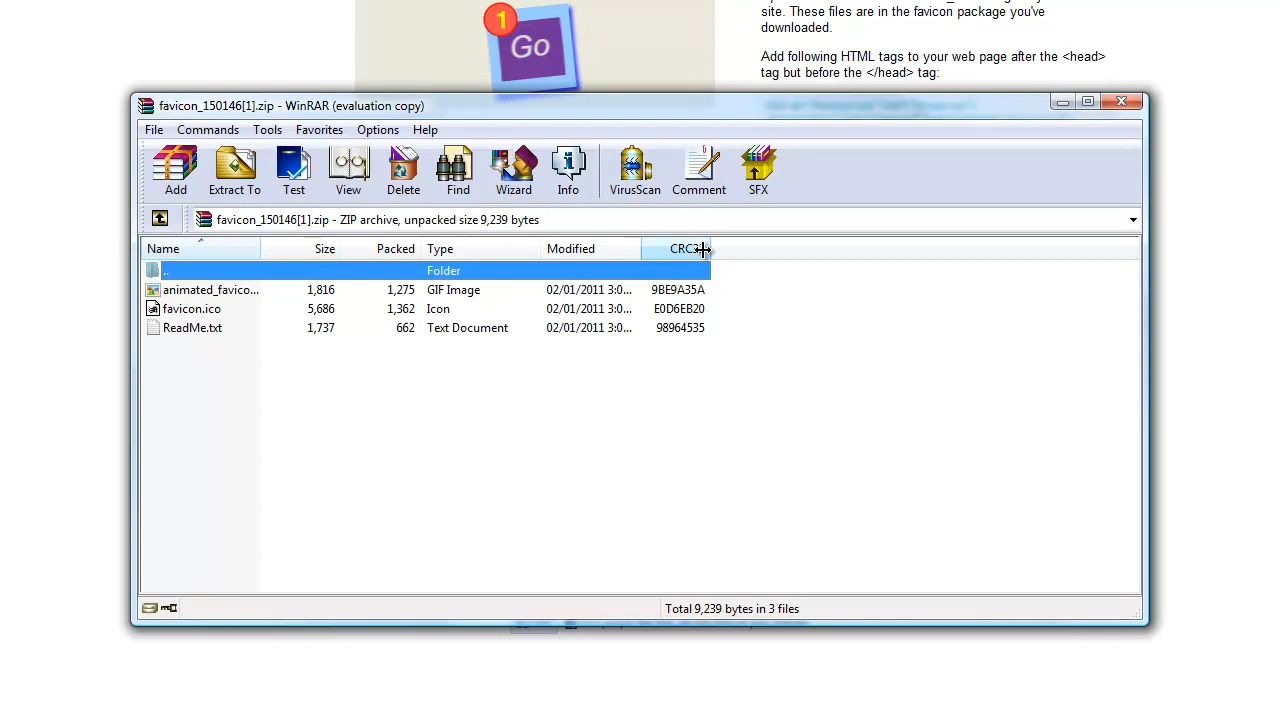 1
Go
site. These files are in the favicon package you've
downloaded.
Add following HTML tags to your web page after the <head>
tag but before the </head> tag:
favicon_150146[1].zip - WinRAR (evaluation copy)
File Commands Tools Favorites Options Help
Add Extract To Test View Delete Find Wizard Info VirusScan Comment SFX
favicon_150146[1].zip - ZIP archive, unpacked size 9,239 bytes
Name Size Packed Type Modified
.. Folder
animated_favico... 1,816 1,275 GIF Image 02/01/2011 3:0... 9BE9A35A
favicon.ico 5,686 1,362 Icon 02/01/2011 3:0... E0D6EB20
ReadMe.txt 1,737 662 Text Document 02/01/2011 3:0... 98964535
Total 9,239 bytes in 3 files